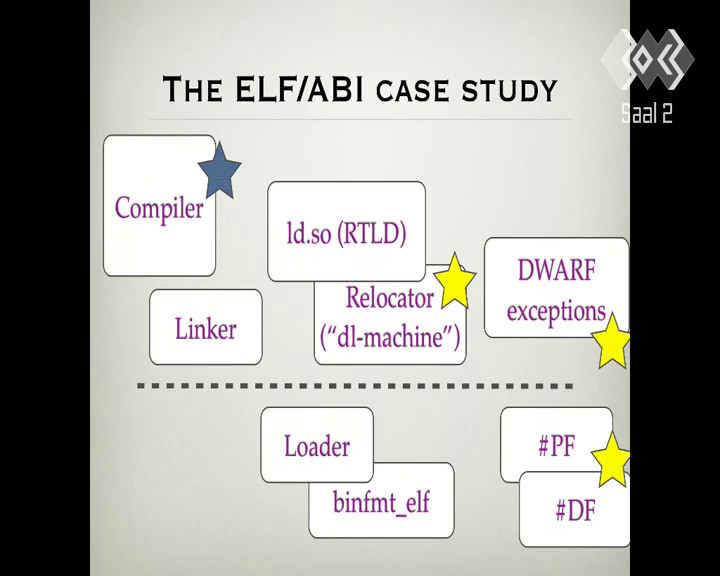 THE ELF/ABI CASE STUDY
Saal 2
Compiler
ld.so (RTLD)
DWARF
exceptions
Relocator
("dl-machine")
Linker
Loader
binfmt_elf
#PF
#DF